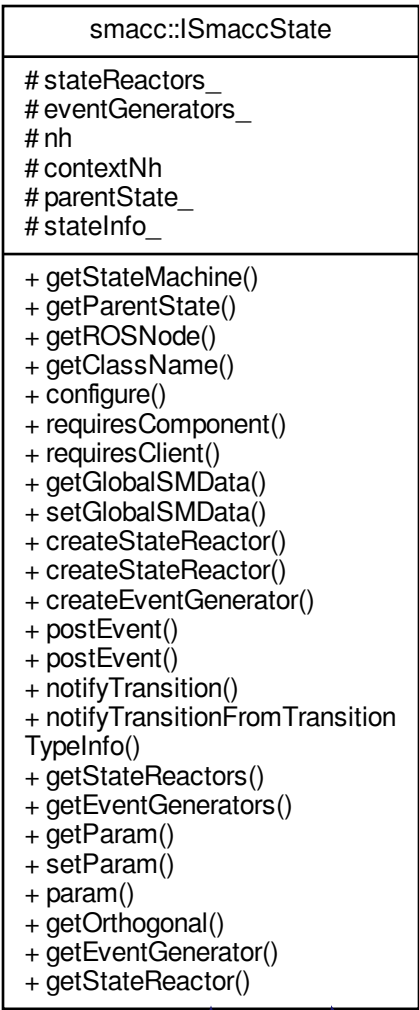 smacc::ISmaccState
# stateReactors_
# eventGenerators_
# nh
# contextNh
# parentState_
# stateInfo_
+ getStateMachine()
+ getParentState()
+ getROSNode()
+ getClassName()
+ configure()
+ requiresComponent()
+ requiresClient()
+ getGlobalSMData()
+ setGlobalSMData()
+ createStateReactor()
+ createStateReactor()
+ createEventGenerator()
+ postEvent()
+ postEvent()
+ notifyTransition()
+ notifyTransitionFromTransition
TypeInfo()
+ getStateReactors()
+ getEventGenerators()
+ getParam()
+ setParam()
+ param()
+ getOrthogonal()
+ getEventGenerator()
+ getStateReactor()